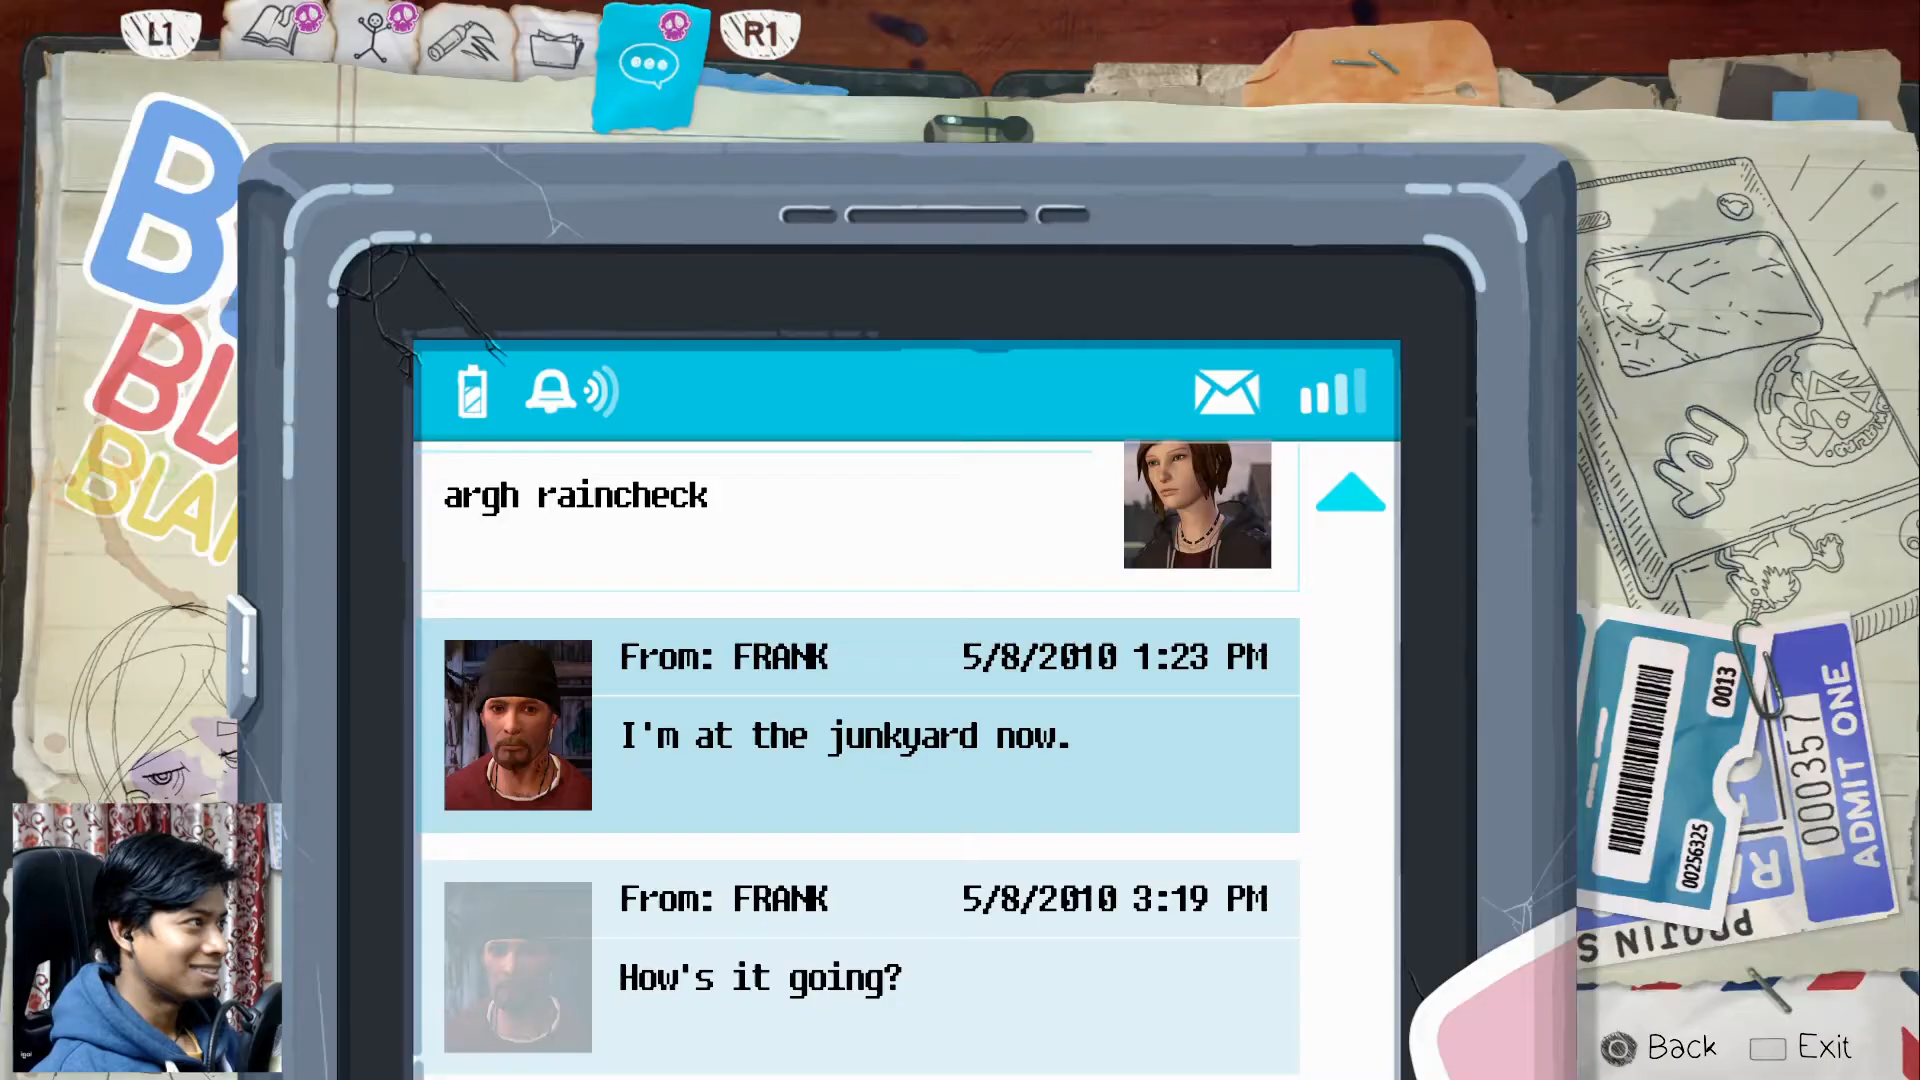 L1
R1
argh raincheck
From: FRANK 5/8/2010 1:23 PM
I'm at the junkyard now.
From: FRANK 5/8/2010 3:19 PM
How's it going?
0013
00256325
000357
ADMIT ONE
Back
Exit